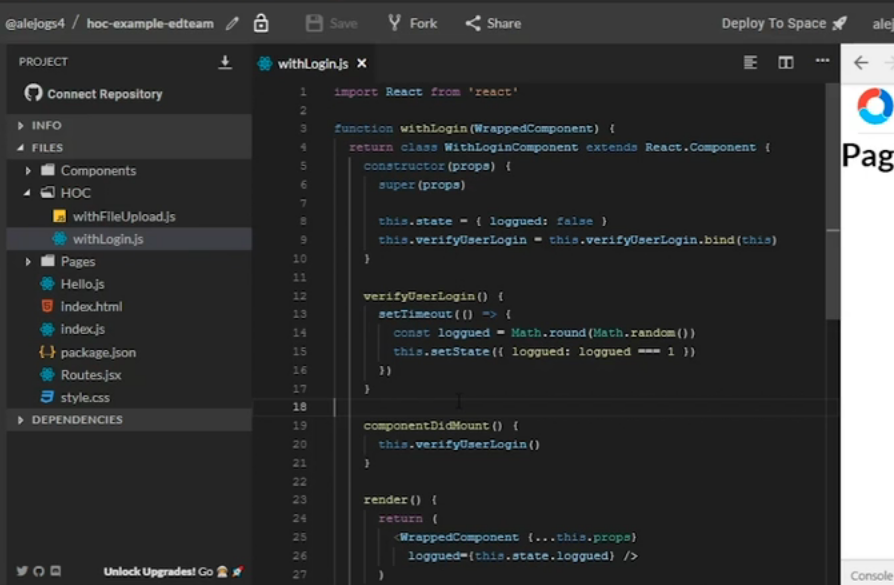 @alejogs4 / hoc-example-edteam
Save
Fork
Share
Deploy To Space
PROJECT
Connect Repository
INFO
FILES
Components
HOC
withFileUpload.js
withLogin.js
Pages
Hello.js
index.html
index.js
package.json
Routes.jsx
style.css
DEPENDENCIES
Unlock Upgrades! Go
withLogin.js
1 import React from 'react'
2
3 function withLogin(WrappedComponent) {
4 return class WithLoginComponent extends React.Component {
5 constructor(props) {
6 super(props)
7
8 this.state = { loggued: false }
9 this.verifyUserLogin = this.verifyUserLogin.bind(this)
10 }
11
12 verifyUserLogin() {
13 setTimeout(() => {
14 const loggued = Math.round(Math.random())
15 this.setState({ loggued: loggued === 1 })
16 })
17 }
18
19 componentDidMount() {
20 this.verifyUserLogin()
21 }
22
23 render() {
24 return (
25 <WrappedComponent {...this.props}
26 loggued={this.state.loggued} />
27 )
Pag
Console